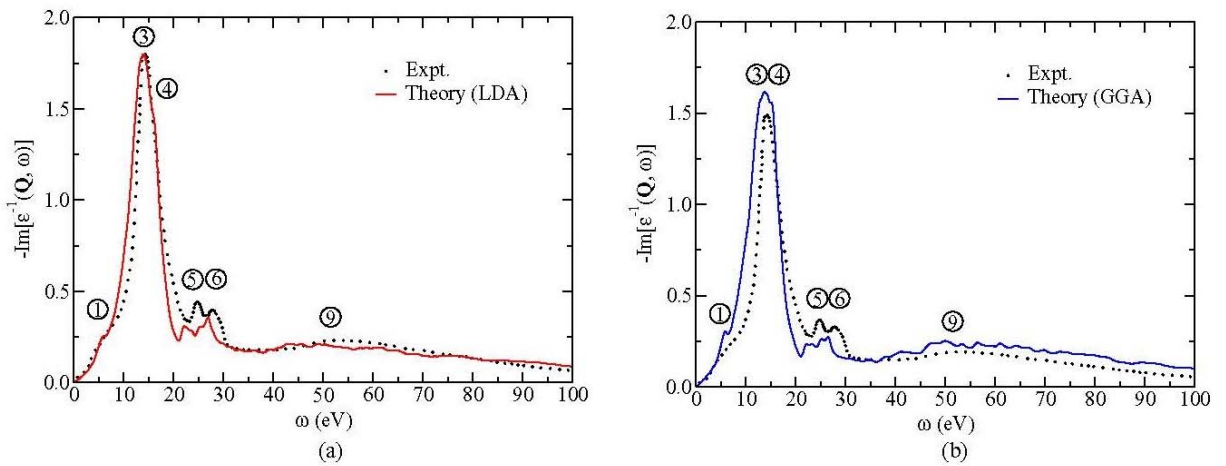 2.0
1.5
1.0
0.5
0.0
-Im[ε⁻¹(Q, ω)]
③
④
①
⑤ ⑥
⑨
Expt.
Theory (LDA)
0 10 20 30 40 50 60 70 80 90 100
ω (eV)
(a)
2.0
1.5
1.0
0.5
0.0
-Im[ε⁻¹(Q, ω)]
③④
①
⑤⑥
⑨
Expt.
Theory (GGA)
0 10 20 30 40 50 60 70 80 90 100
ω (eV)
(b)